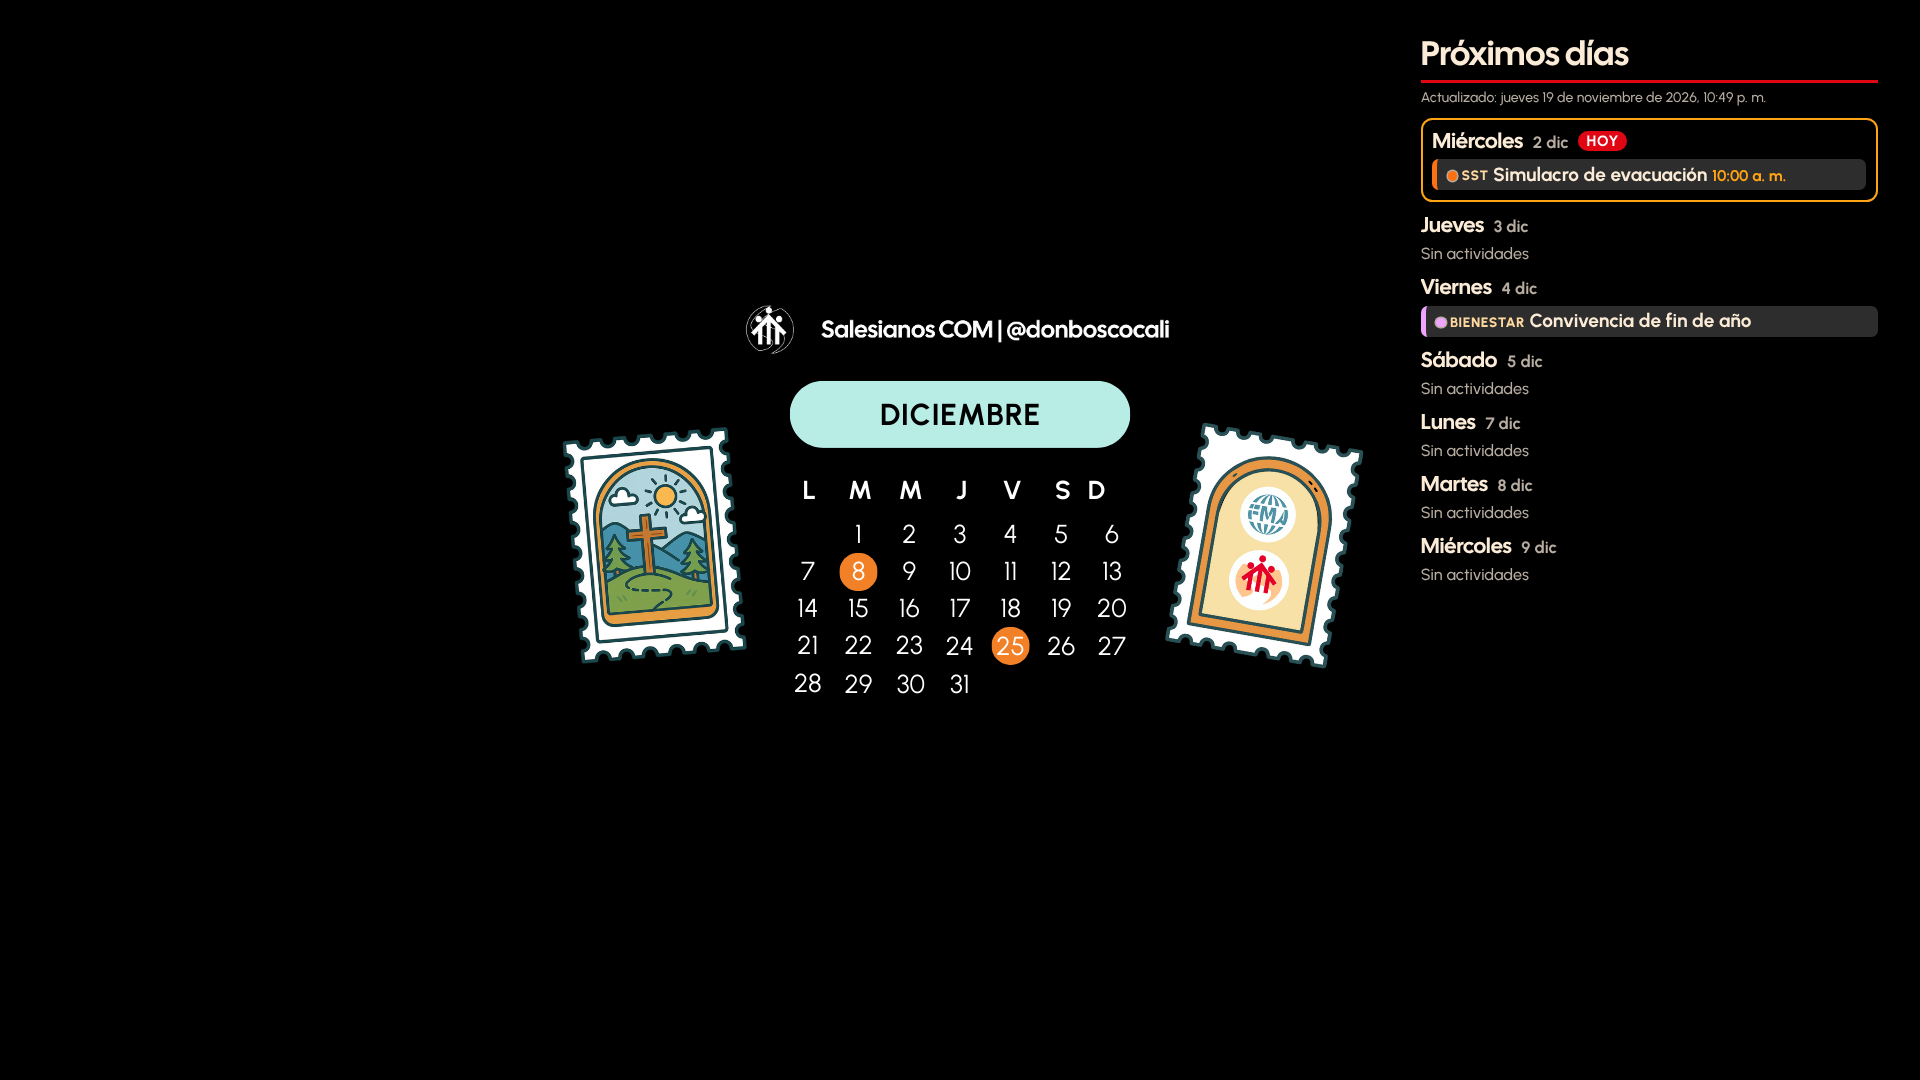 Salesianos COM | @donboscocali
DICIEMBRE
L M M J V S D
1 2 3 4 5 6
7 8 9 10 11 12 13
14 15 16 17 18 19 20
21 22 23 24 25 26 27
28 29 30 31
FMA
Próximos días
Actualizado: jueves 19 de noviembre de 2026, 10:49 p. m.
Miércoles 2 dic HOY
SST Simulacro de evacuación 10:00 a. m.
Jueves 3 dic
Sin actividades
Viernes 4 dic
BIENESTAR Convivencia de fin de año
Sábado 5 dic
Sin actividades
Lunes 7 dic
Sin actividades
Martes 8 dic
Sin actividades
Miércoles 9 dic
Sin actividades